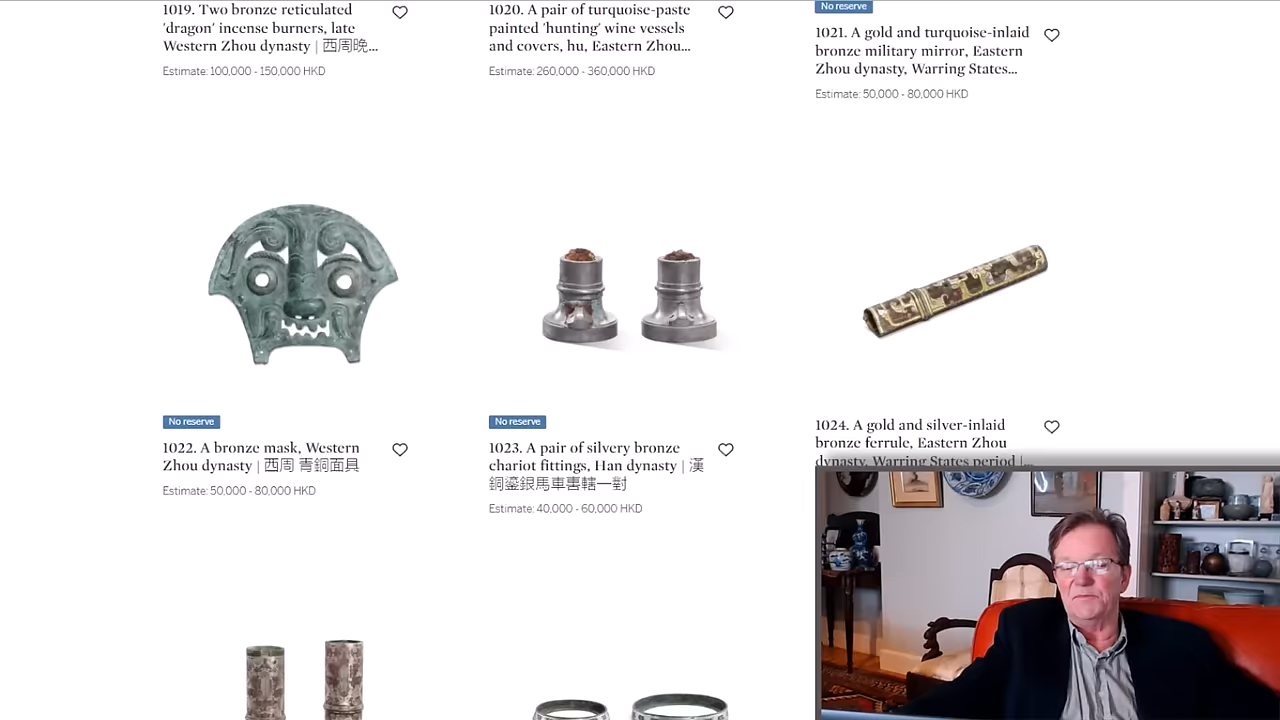 1019. Two bronze reticulated
'dragon' incense burners, late
Western Zhou dynasty | 西周晚...
Estimate: 100,000 - 150,000 HKD
1020. A pair of turquoise-paste
painted 'hunting' wine vessels
and covers, hu, Eastern Zhou...
Estimate: 260,000 - 360,000 HKD
No reserve
1021. A gold and turquoise-inlaid
bronze military mirror, Eastern
Zhou dynasty, Warring States...
Estimate: 50,000 - 80,000 HKD
No reserve
1022. A bronze mask, Western
Zhou dynasty | 西周 青銅面具
Estimate: 50,000 - 80,000 HKD
No reserve
1023. A pair of silvery bronze
chariot fittings, Han dynasty | 漢
銅鎏銀馬車軎轄一對
Estimate: 40,000 - 60,000 HKD
1024. A gold and silver-inlaid
bronze ferrule, Eastern Zhou
dynasty, Warring States period |...